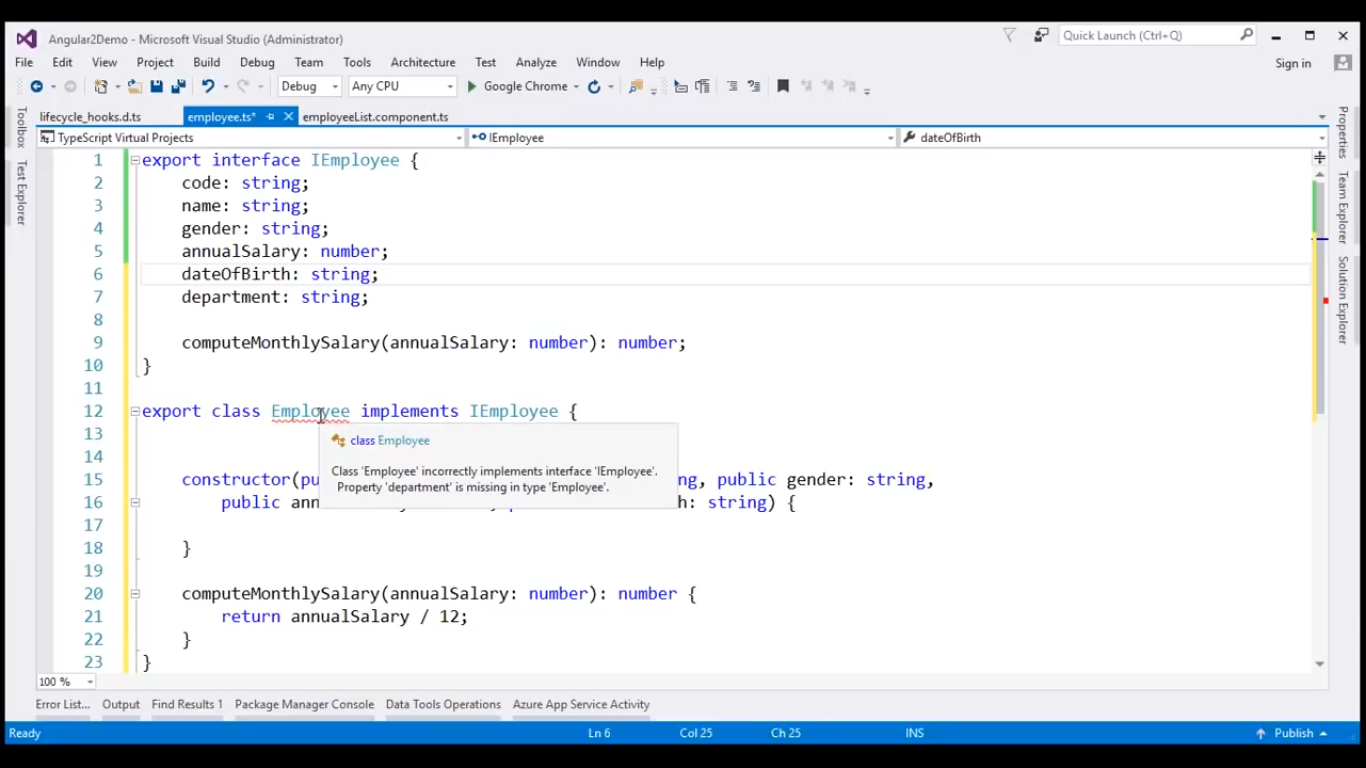 Angular2Demo - Microsoft Visual Studio (Administrator)
Quick Launch (Ctrl+Q)
File Edit View Project Build Debug Team Tools Architecture Test Analyze Window Help
Sign in
Debug Any CPU Google Chrome
lifecycle_hooks.d.ts employee.ts* employeeList.component.ts
TypeScript Virtual Projects IEmployee dateOfBirth
Toolbox
Test Explorer
Properties
Team Explorer
Solution Explorer
1 export interface IEmployee {
2 code: string;
3 name: string;
4 gender: string;
5 annualSalary: number;
6 dateOfBirth: string;
7 department: string;
8
9 computeMonthlySalary(annualSalary: number): number;
10 }
11
12 export class Employee implements IEmployee {
13
class Employee
14
Class 'Employee' incorrectly implements interface 'IEmployee'.
Property 'department' is missing in type 'Employee'.
15 constructor(pu ng, public gender: string,
16 public ann h: string) {
17
18 }
19
20 computeMonthlySalary(annualSalary: number): number {
21 return annualSalary / 12;
22 }
23 }
100 %
Error List... Output Find Results 1 Package Manager Console Data Tools Operations Azure App Service Activity
Ready Ln 6 Col 25 Ch 25 INS Publish